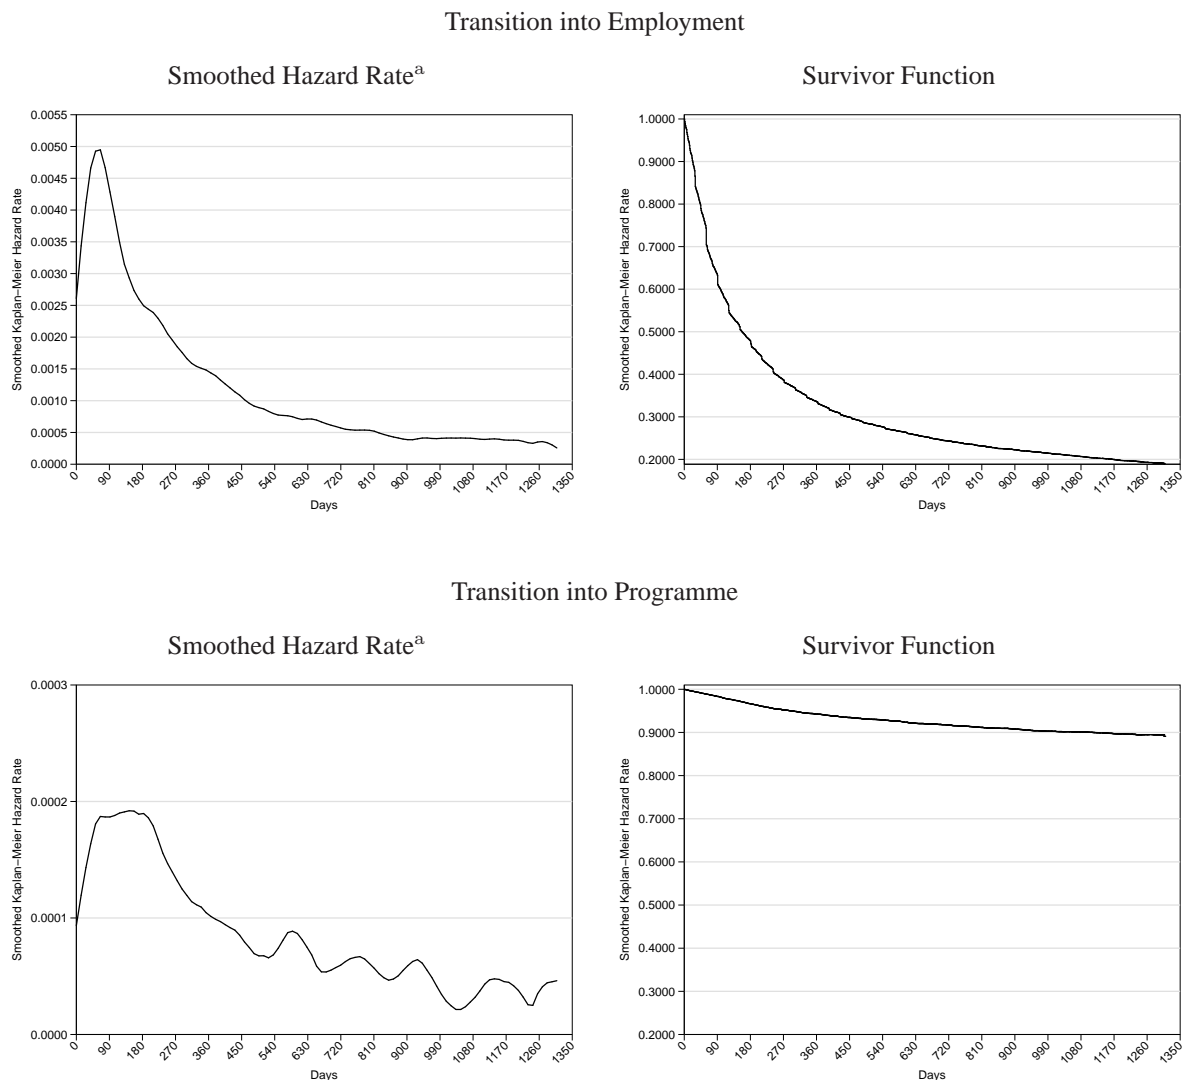 Transition into Employment
Smoothed Hazard Rateᵃ
Survivor Function
0.0055
0.0050
0.0045
0.0040
0.0035
0.0030
0.0025
0.0020
0.0015
0.0010
0.0005
0.0000
Smoothed Kaplan−Meier Hazard Rate
0 90 180 270 360 450 540 630 720 810 900 990 1080 1170 1260 1350
Days
1.0000
0.9000
0.8000
0.7000
0.6000
0.5000
0.4000
0.3000
0.2000
Smoothed Kaplan−Meier Hazard Rate
0 90 180 270 360 450 540 630 720 810 900 990 1080 1170 1260 1350
Days
Transition into Programme
Smoothed Hazard Rateᵃ
Survivor Function
0.0003
0.0002
0.0001
0.0000
Smoothed Kaplan−Meier Hazard Rate
0 90 180 270 360 450 540 630 720 810 900 990 1080 1170 1260 1350
Days
1.0000
0.9000
0.8000
0.7000
0.6000
0.5000
0.4000
0.3000
0.2000
Smoothed Kaplan−Meier Hazard Rate
0 90 180 270 360 450 540 630 720 810 900 990 1080 1170 1260 1350
Days